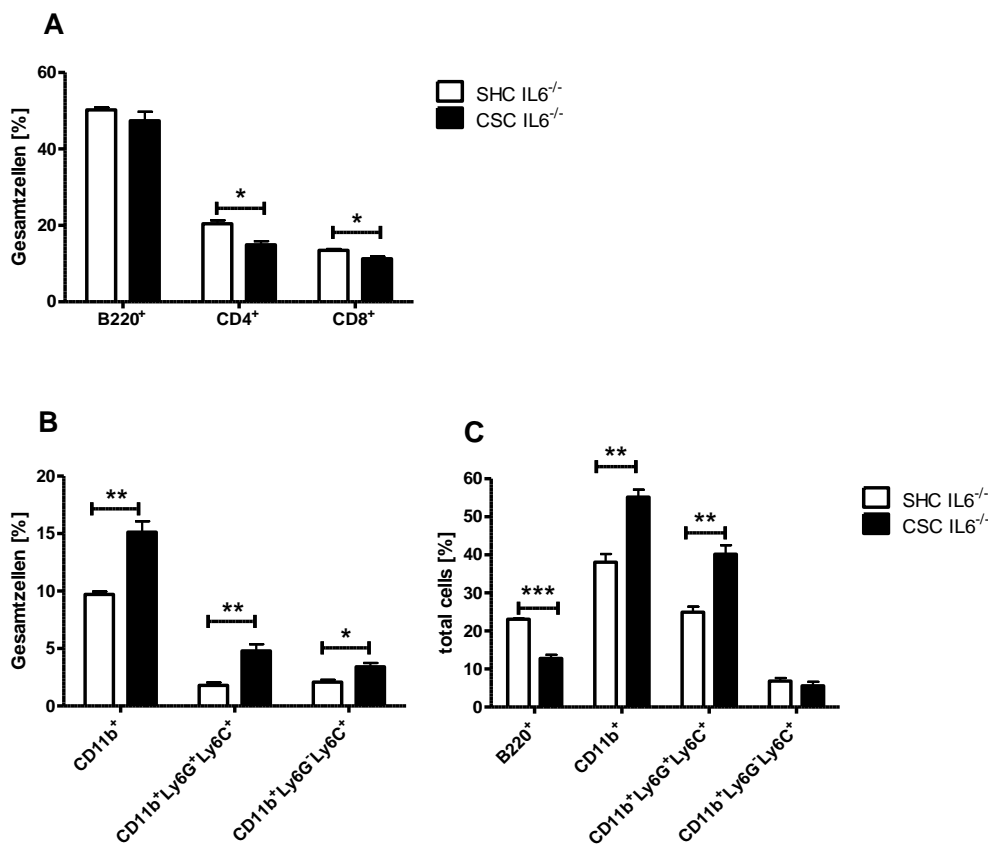 A
Gesamtzellen [%]
60
40
20
0
*
*
B220⁺
CD4⁺
CD8⁺
SHC IL6⁻/⁻
CSC IL6⁻/⁻
B
Gesamtzellen [%]
20
15
10
5
0
**
**
*
CD11b⁺
CD11b⁺Ly6G⁺Ly6C⁺
CD11b⁺Ly6G⁻Ly6C⁺
C
total cells [%]
60
50
40
30
20
10
0
***
**
**
B220⁺
CD11b⁺
CD11b⁺Ly6G⁺Ly6C⁺
CD11b⁺Ly6G⁻Ly6C⁺
SHC IL6⁻/⁻
CSC IL6⁻/⁻